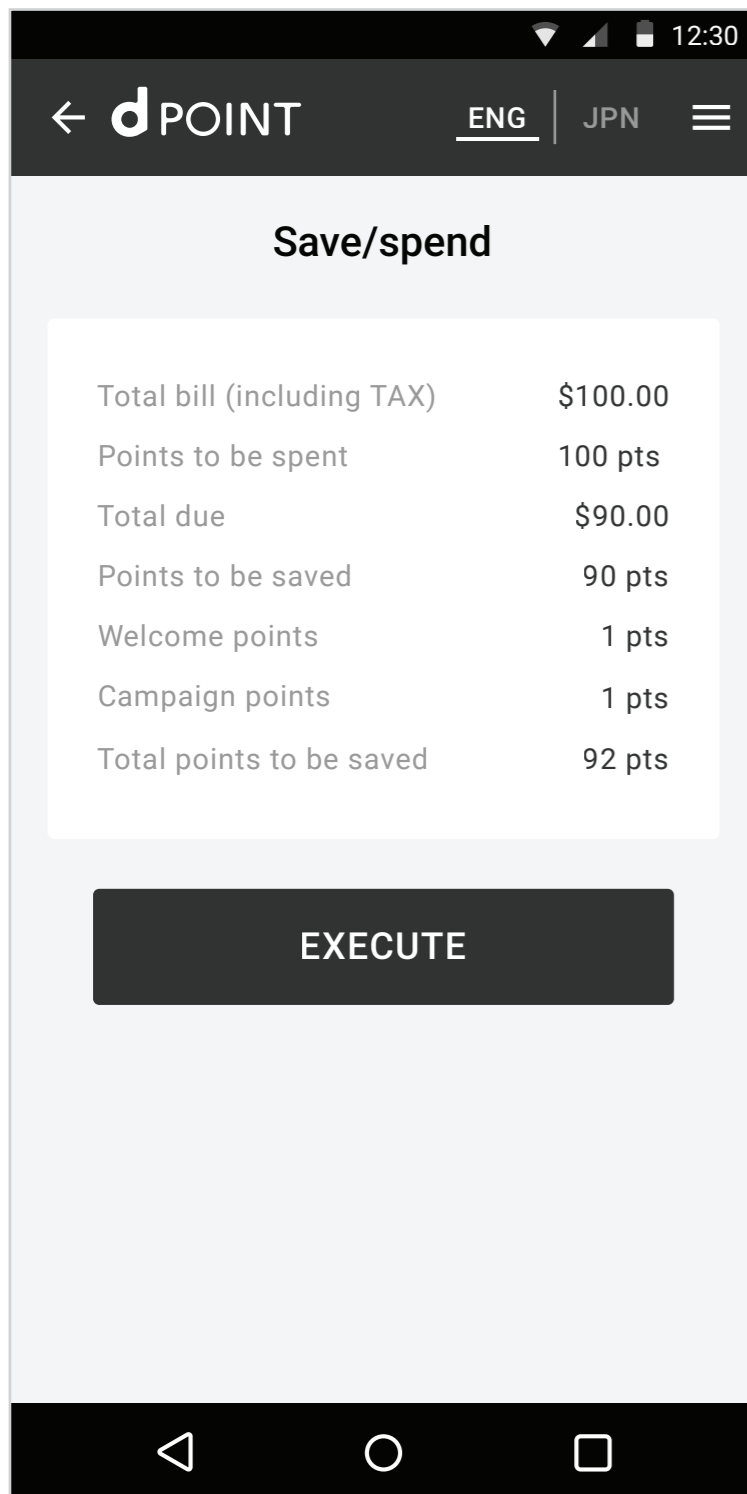 12:30
d POINT ENG JPN
Save/spend
Total bill (including TAX) $100.00
Points to be spent 100 pts
Total due $90.00
Points to be saved 90 pts
Welcome points 1 pts
Campaign points 1 pts
Total points to be saved 92 pts
EXECUTE